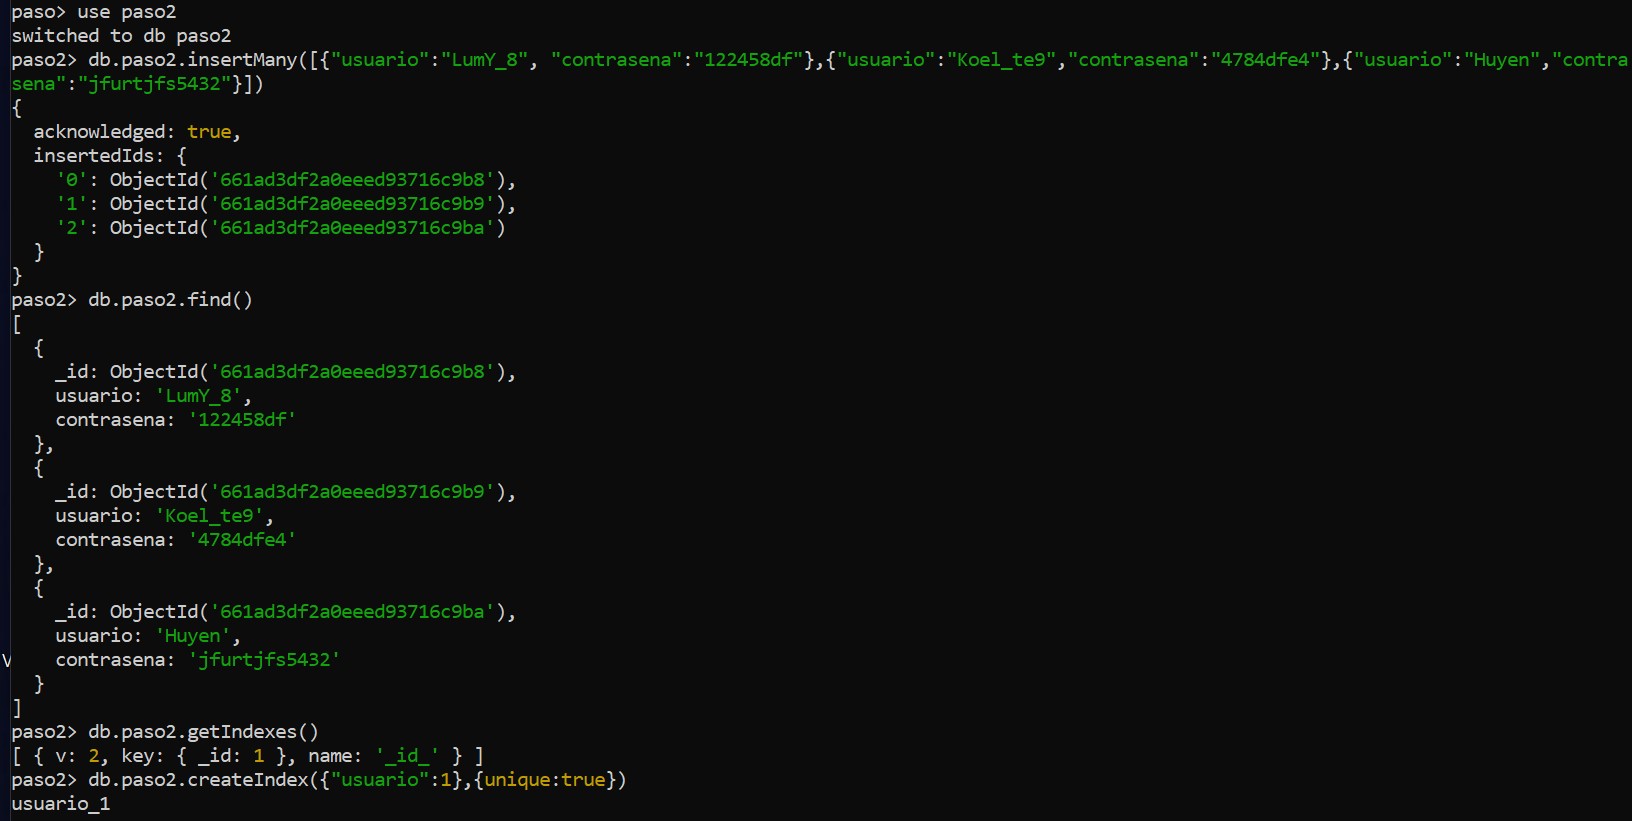 paso> use paso2
switched to db paso2
paso2> db.paso2.insertMany([{"usuario":"LumY_8", "contrasena":"122458df"},{"usuario":"Koel_te9","contrasena":"4784dfe4"},{"usuario":"Huyen","contra
sena":"jfurtjfs5432"}])
{
  acknowledged: true,
  insertedIds: {
    '0': ObjectId('661ad3df2a0eeed93716c9b8'),
    '1': ObjectId('661ad3df2a0eeed93716c9b9'),
    '2': ObjectId('661ad3df2a0eeed93716c9ba')
  }
}
paso2> db.paso2.find()
[
  {
    _id: ObjectId('661ad3df2a0eeed93716c9b8'),
    usuario: 'LumY_8',
    contrasena: '122458df'
  },
  {
    _id: ObjectId('661ad3df2a0eeed93716c9b9'),
    usuario: 'Koel_te9',
    contrasena: '4784dfe4'
  },
  {
    _id: ObjectId('661ad3df2a0eeed93716c9ba'),
    usuario: 'Huyen',
    contrasena: 'jfurtjfs5432'
  }
]
paso2> db.paso2.getIndexes()
[ { v: 2, key: { _id: 1 }, name: '_id_' } ]
paso2> db.paso2.createIndex({"usuario":1},{unique:true})
usuario_1